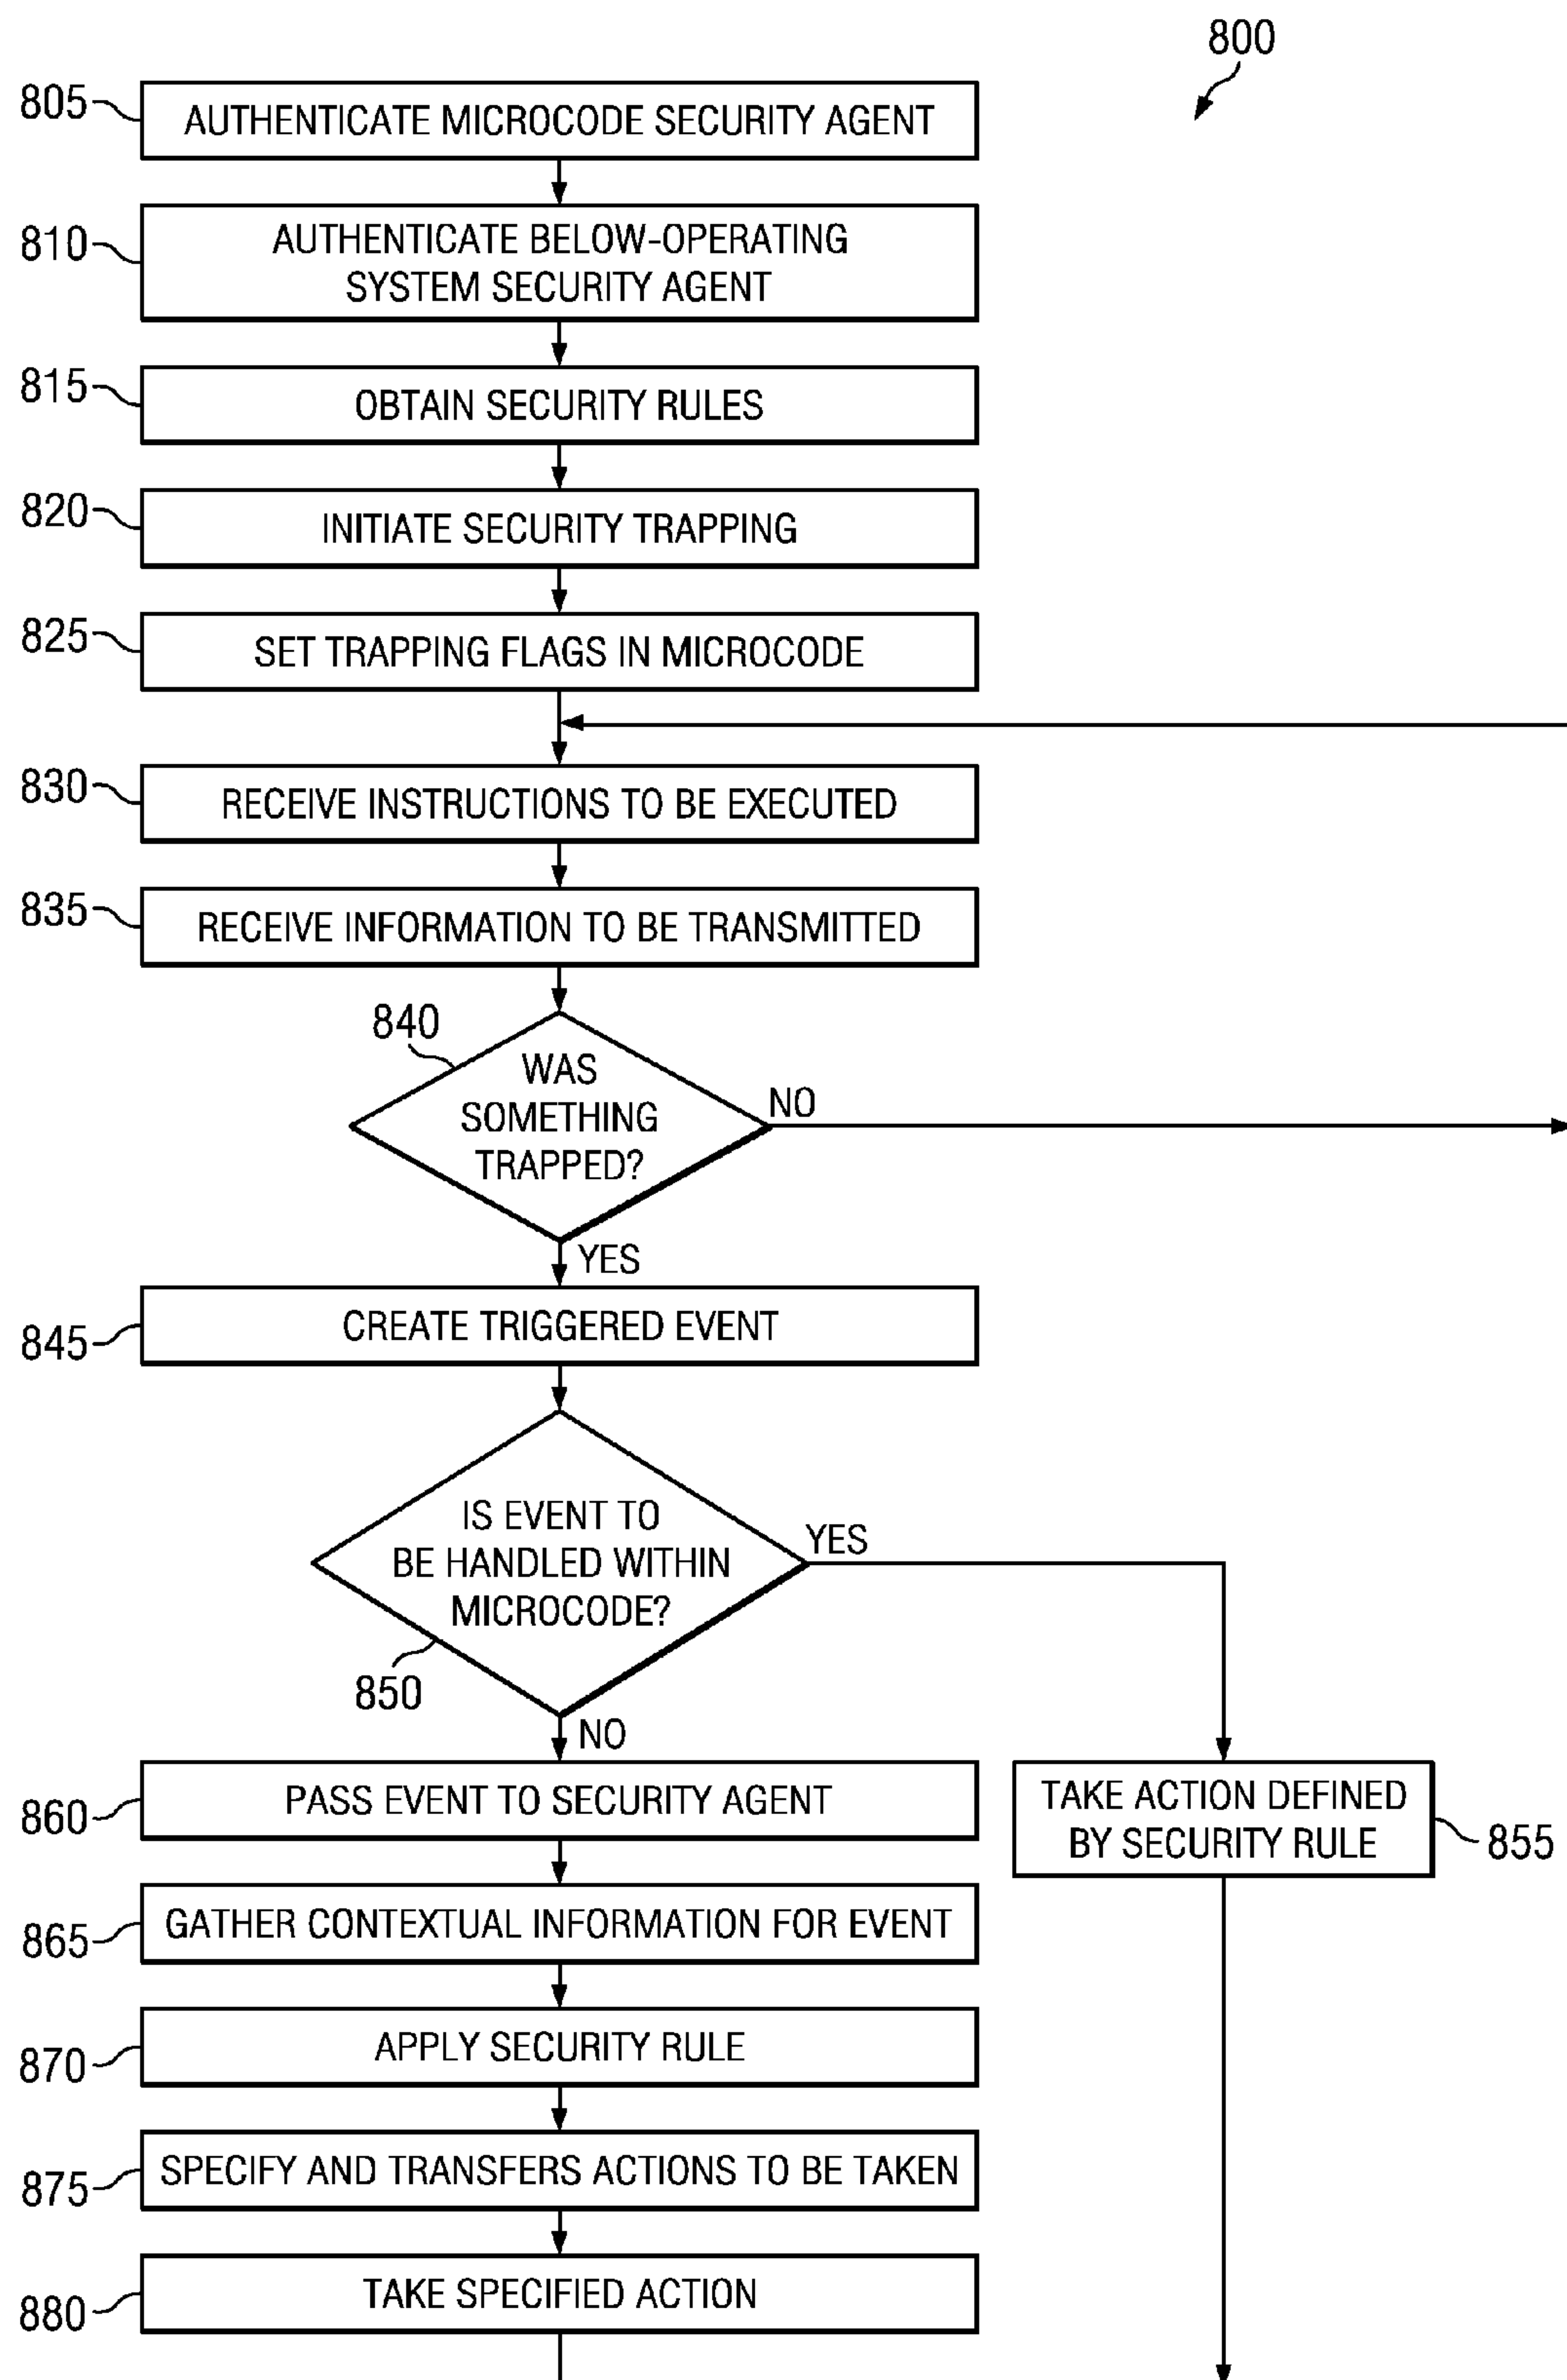 800
805
AUTHENTICATE MICROCODE SECURITY AGENT
810
AUTHENTICATE BELOW-OPERATING
SYSTEM SECURITY AGENT
815
OBTAIN SECURITY RULES
820
INITIATE SECURITY TRAPPING
825
SET TRAPPING FLAGS IN MICROCODE
830
RECEIVE INSTRUCTIONS TO BE EXECUTED
835
RECEIVE INFORMATION TO BE TRANSMITTED
840
WAS
SOMETHING
TRAPPED?
NO
YES
845
CREATE TRIGGERED EVENT
IS EVENT TO
BE HANDLED WITHIN
MICROCODE?
YES
850
NO
860
PASS EVENT TO SECURITY AGENT
TAKE ACTION DEFINED
BY SECURITY RULE
855
865
GATHER CONTEXTUAL INFORMATION FOR EVENT
870
APPLY SECURITY RULE
875
SPECIFY AND TRANSFERS ACTIONS TO BE TAKEN
880
TAKE SPECIFIED ACTION